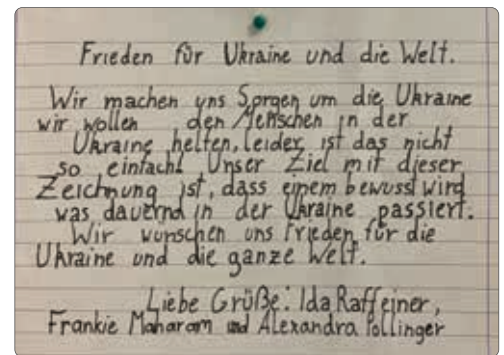 Frieden für Ukraine und die Welt.
Wir machen uns Sorgen um die Ukraine
wir wollen den Menschen in der
Ukraine helfen, leider ist das nicht
so einfach! Unser Ziel mit dieser
Zeichnung ist, dass einem bewusst wird
was dauernd in der Ukraine passiert.
Wir wunschen uns Frieden für die
Ukraine und die ganze Welt.
Liebe Grüße: Ida Raffeiner,
Frankie Maharam und Alexandra Pollinger